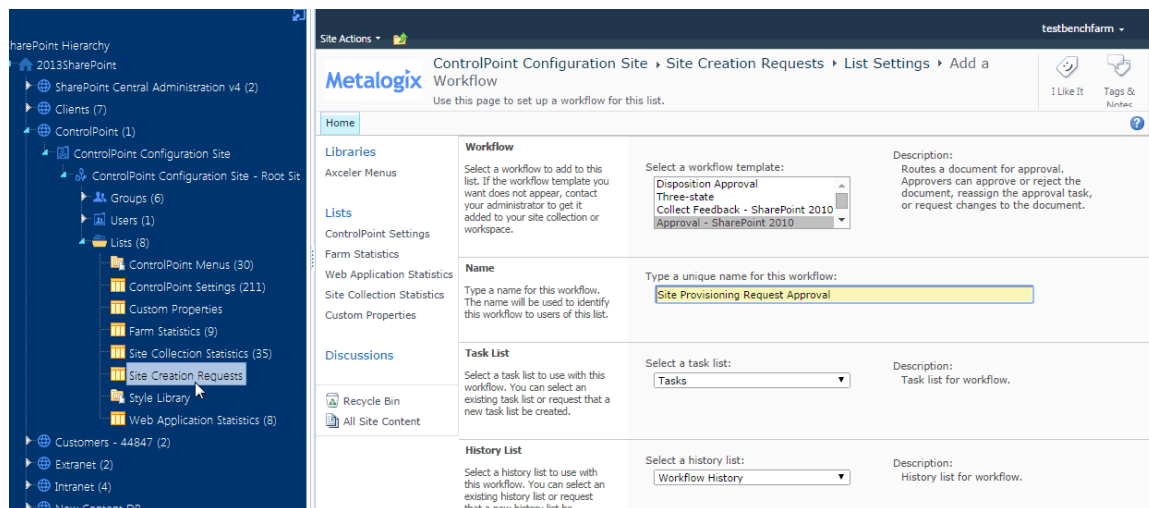 harePoint Hierarchy
2013SharePoint
SharePoint Central Administration v4 (2)
Clients (7)
ControlPoint (1)
ControlPoint Configuration Site
ControlPoint Configuration Site - Root Sit
Groups (6)
Users (1)
Lists (8)
ControlPoint Menus (30)
ControlPoint Settings (211)
Custom Properties
Farm Statistics (9)
Site Collection Statistics (35)
Site Creation Requests
Style Library
Web Application Statistics (8)
Customers - 44847 (2)
Extranet (2)
Intranet (4)
New Content DB
Site Actions
testbenchfarm
Metalogix
ControlPoint Configuration Site › Site Creation Requests › List Settings › Add a
Workflow
Use this page to set up a workflow for this list.
I Like It
Tags &
Notes
Home
Libraries
Axceler Menus
Lists
ControlPoint Settings
Farm Statistics
Web Application Statistics
Site Collection Statistics
Custom Properties
Discussions
Recycle Bin
All Site Content
Workflow
Select a workflow to add to this
list. If the workflow template you
want does not appear, contact
your administrator to get it
added to your site collection or
workspace.
Select a workflow template:
Disposition Approval
Three-state
Collect Feedback - SharePoint 2010
Approval - SharePoint 2010
Description:
Routes a document for approval.
Approvers can approve or reject the
document, reassign the approval task,
or request changes to the document.
Name
Type a name for this workflow.
The name will be used to identify
this workflow to users of this list.
Type a unique name for this workflow:
Site Provisioning Request Approval
Task List
Select a task list to use with this
workflow. You can select an
existing task list or request that a
new task list be created.
Select a task list:
Tasks
Description:
Task list for workflow.
History List
Select a history list to use with
this workflow. You can select an
existing history list or request
that a new history list be
Select a history list:
Workflow History
Description:
History list for workflow.